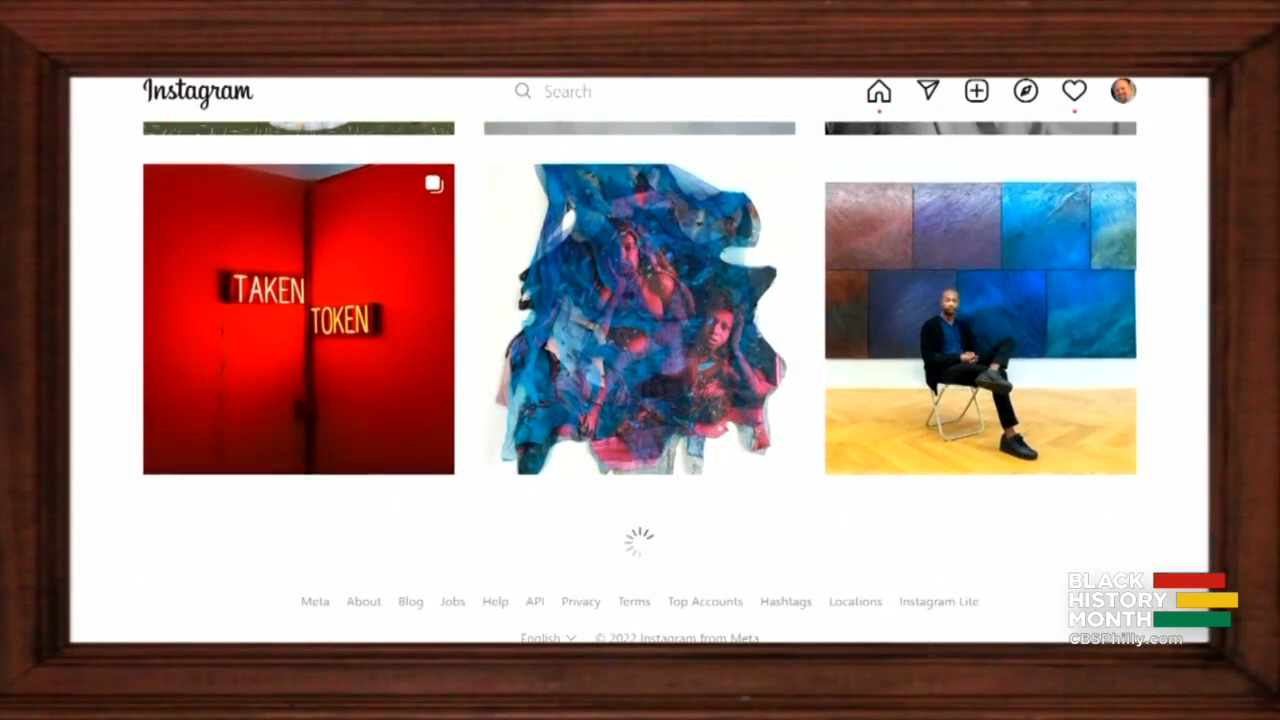 Instagram
Search
TAKEN
TOKEN
Meta About Blog Jobs Help API Privacy Terms Top Accounts Hashtags Locations Instagram Lite
English © 2022 Instagram from Meta
BLACK
HISTORY
MONTH
CBSPhilly.com